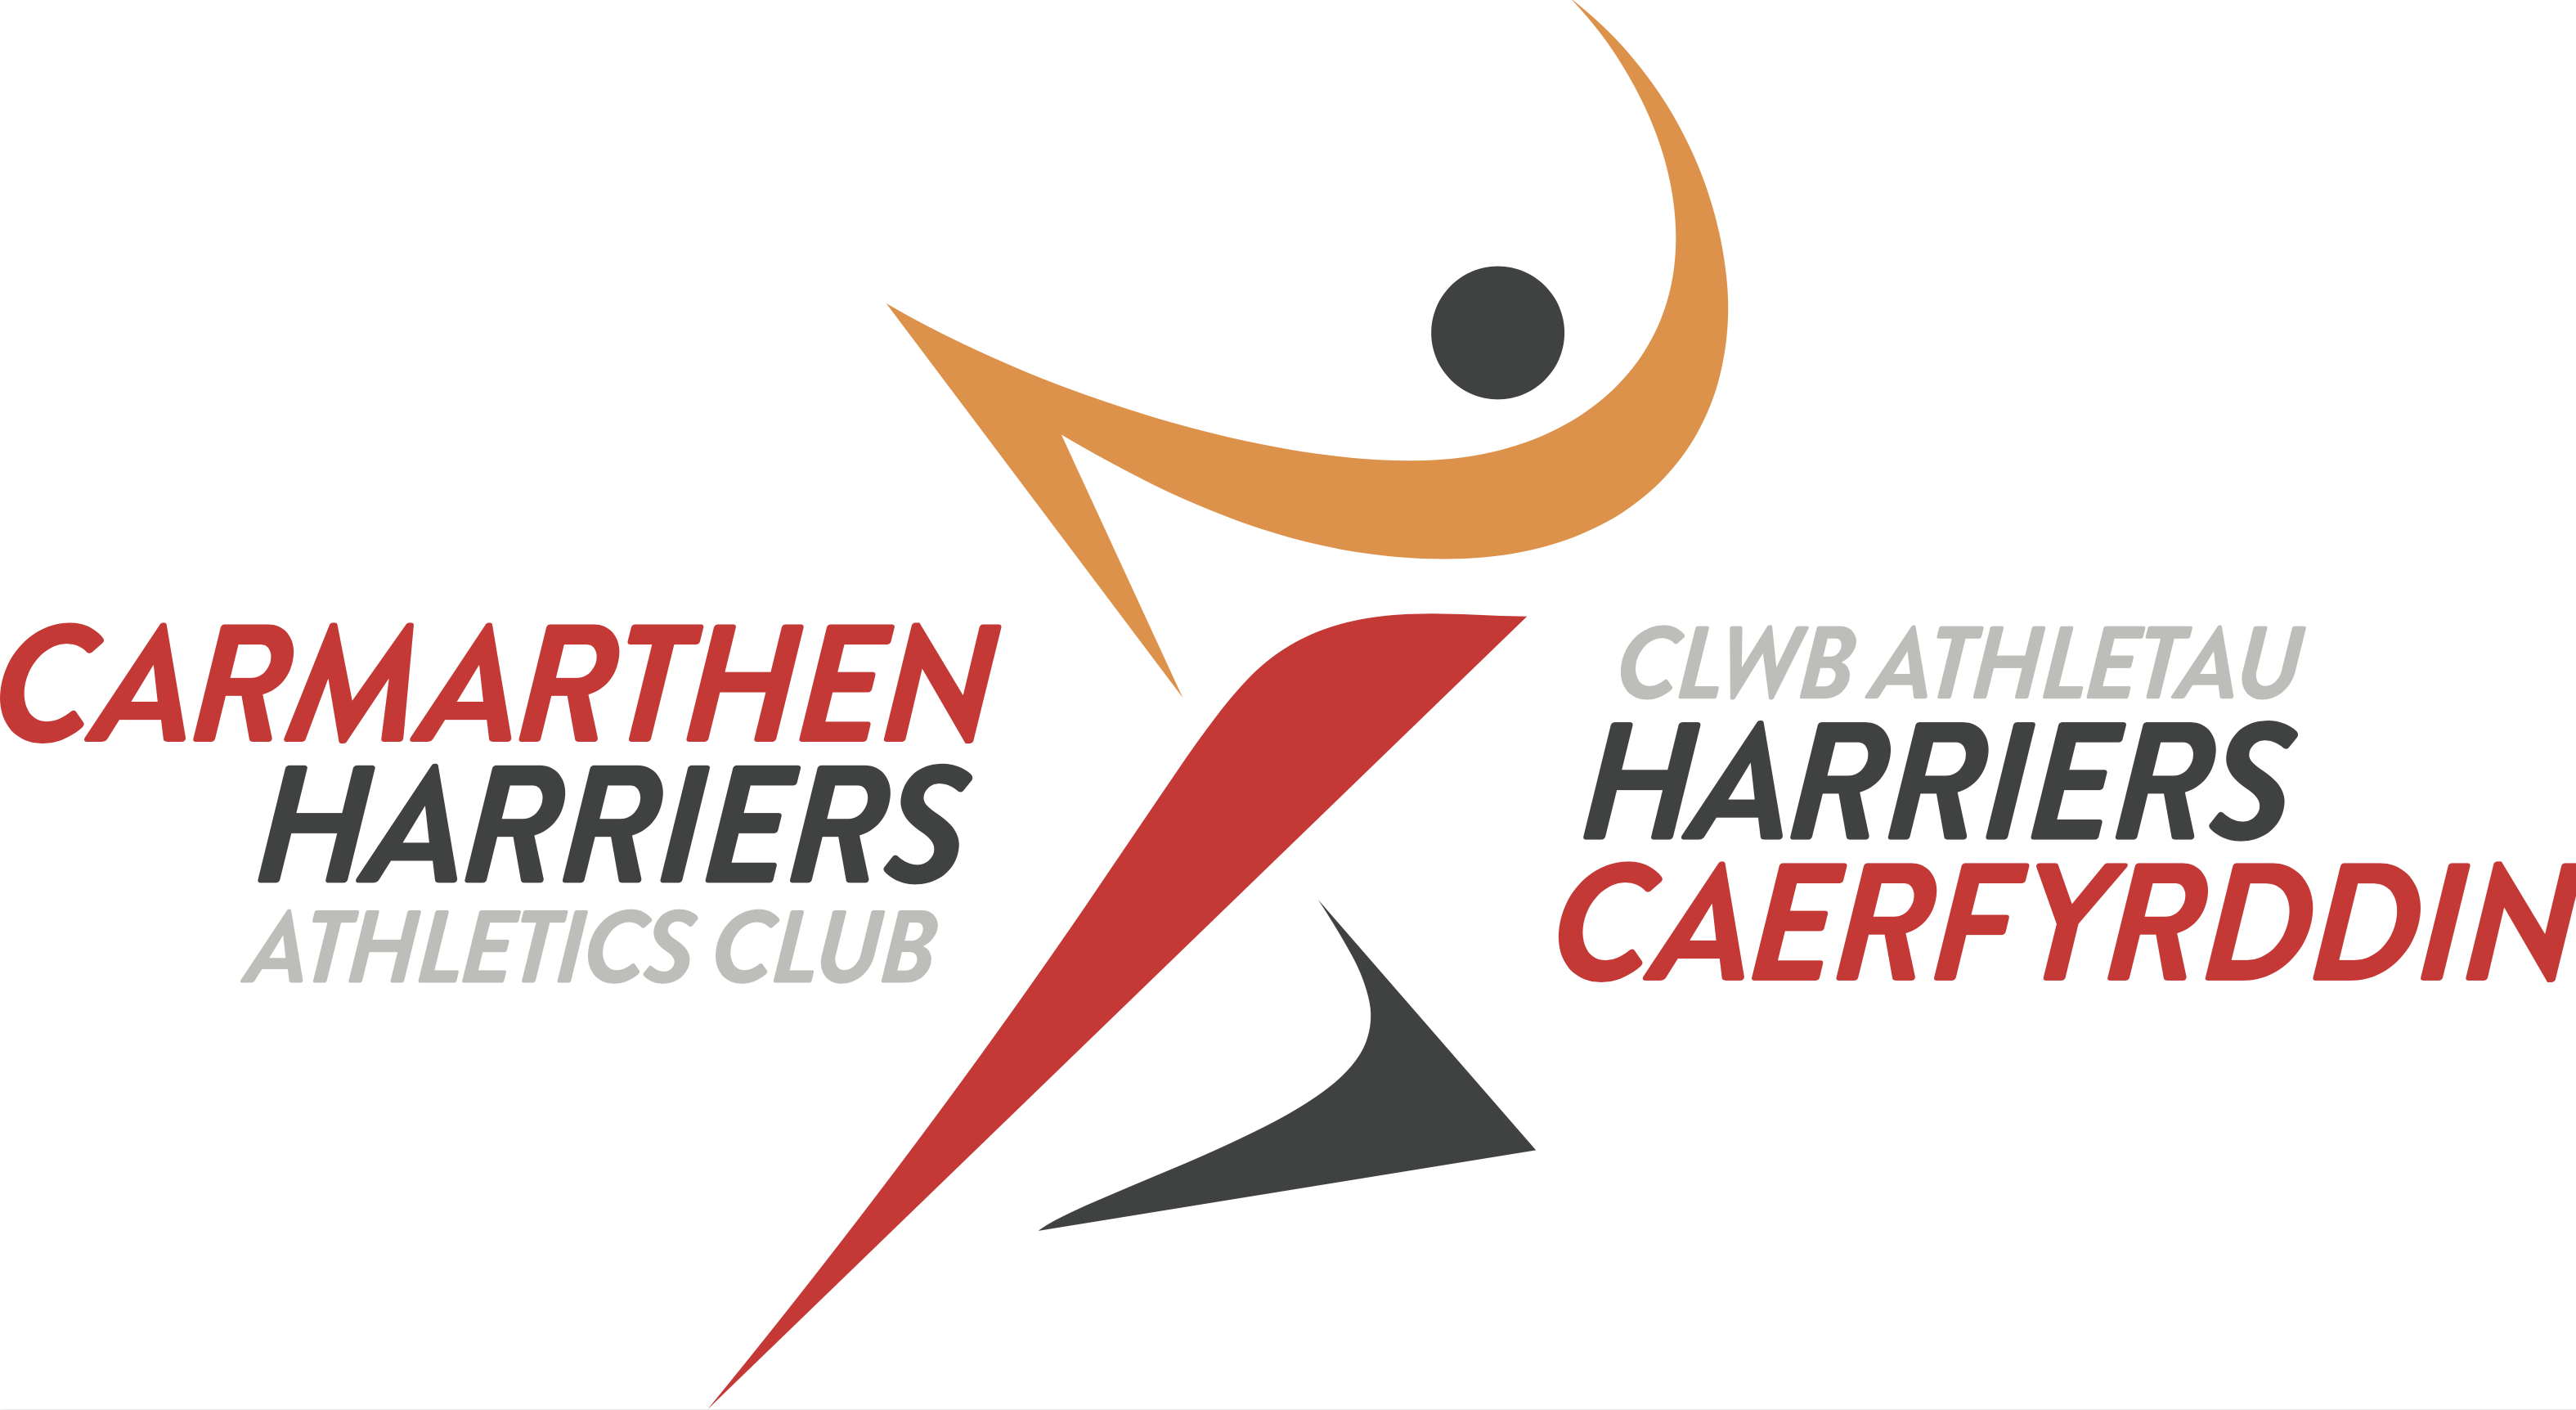 CARMARTHEN
HARRIERS
ATHLETICS CLUB
CLWB ATHLETAU
HARRIERS
CAERFYRDDIN